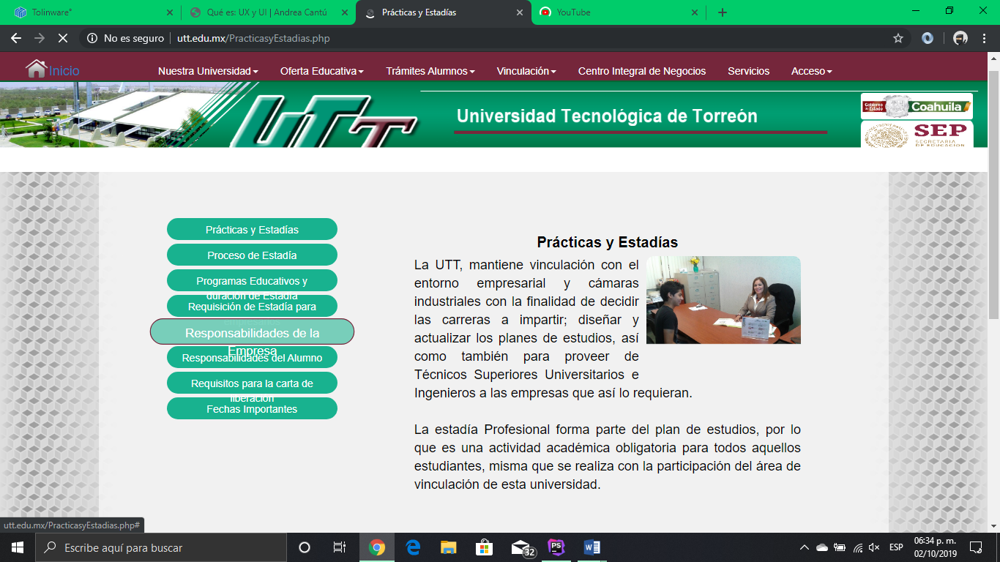 Tolinware*
Qué es: UX y UI | Andrea Cantú
Prácticas y Estadías
YouTube
No es seguro
utt.edu.mx/PracticasyEstadias.php
Inicio
Nuestra Universidad
Oferta Educativa
Trámites Alumnos
Vinculación
Centro Integral de Negocios
Servicios
Acceso
UTT
Universidad Tecnológica de Torreón
Gobierno de Estado
Coahuila
SEP
SECRETARÍA
DE EDUCACIÓN
Prácticas y Estadías
Proceso de Estadía
Programas Educativos y
duración de Estadía
Requisición de Estadía para
Responsabilidades de la
Empresa
Responsabilidades del Alumno
Requisitos para la carta de
liberación
Fechas Importantes
Prácticas y Estadías
La UTT, mantiene vinculación con el
entorno empresarial y cámaras
industriales con la finalidad de decidir
las carreras a impartir; diseñar y
actualizar los planes de estudios, así
como también para proveer de
Técnicos Superiores Universitarios e
Ingenieros a las empresas que así lo requieran.
La estadía Profesional forma parte del plan de estudios, por lo
que es una actividad académica obligatoria para todos aquellos
estudiantes, misma que se realiza con la participación del área de
vinculación de esta universidad.
utt.edu.mx/PracticasyEstadias.php#
Escribe aquí para buscar
32
PS
ESP
06:34 p. m.
02/10/2019